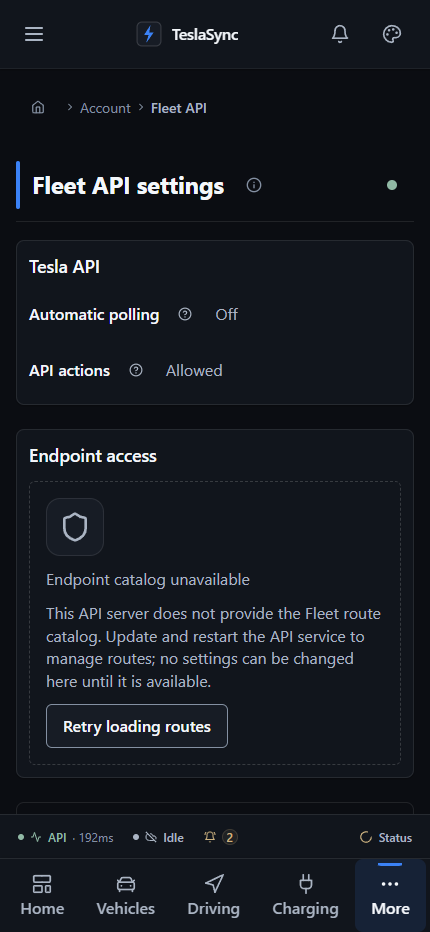 TeslaSync
Account
Fleet API
Fleet API settings
Tesla API
Automatic polling
Off
API actions
Allowed
Endpoint access
Endpoint catalog unavailable
This API server does not provide the Fleet route
catalog. Update and restart the API service to
manage routes; no settings can be changed
here until it is available.
Retry loading routes
API · 192ms
Idle
2
Status
Home
Vehicles
Driving
Charging
More